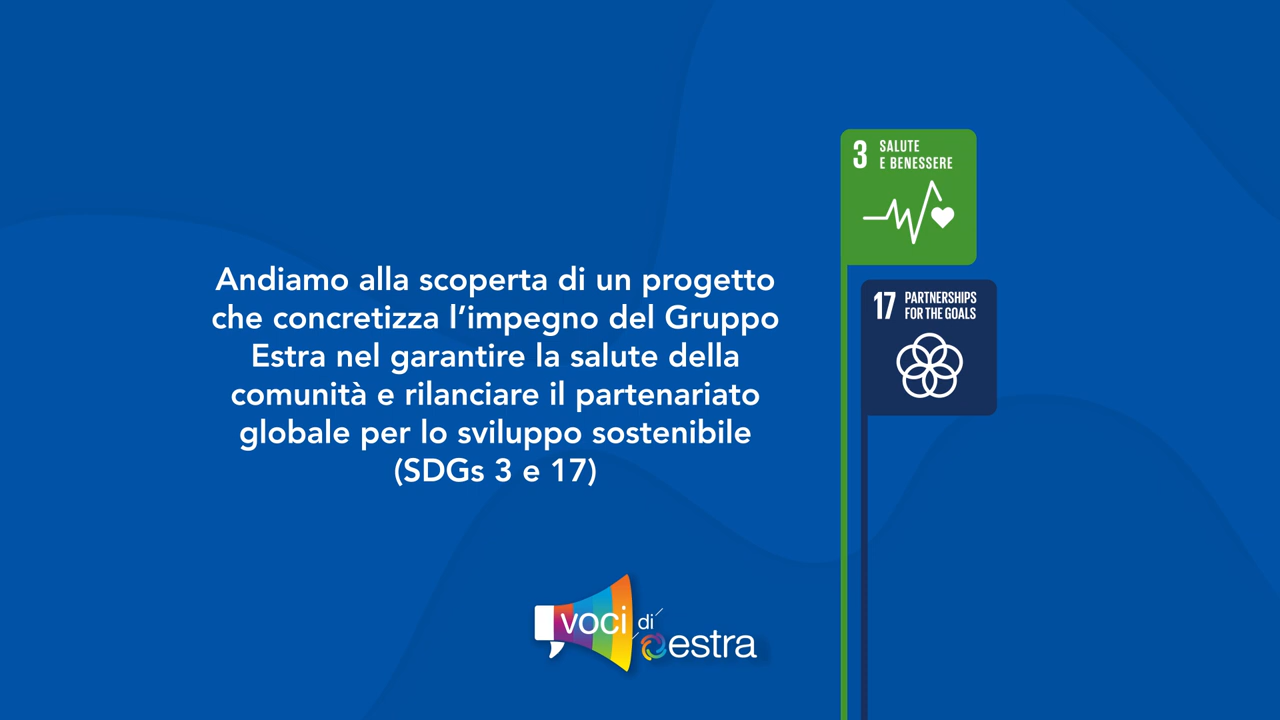 3 SALUTE
E BENESSERE
17 PARTNERSHIPS
FOR THE GOALS
Andiamo alla scoperta di un progetto
che concretizza l’impegno del Gruppo
Estra nel garantire la salute della
comunità e rilanciare il partenariato
globale per lo sviluppo sostenibile
(SDGs 3 e 17)
voci di
estra